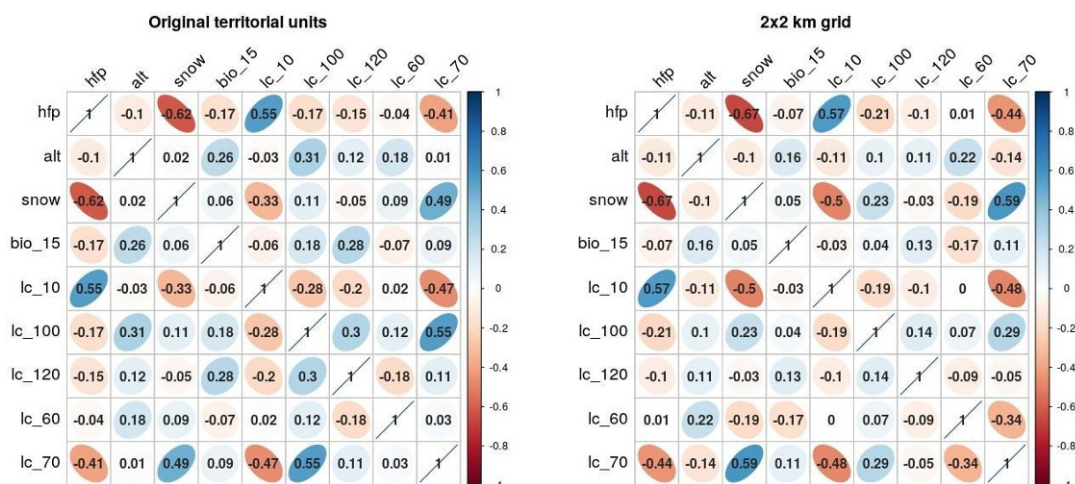 Original territorial units
hfp alt snow bio_15 lc_10 lc_100 lc_120 lc_60 lc_70
hfp 1 -0.1 -0.62 -0.17 0.55 -0.17 -0.15 -0.04 -0.41
alt -0.1 1 0.02 0.26 -0.03 0.31 0.12 0.18 0.01
snow -0.62 0.02 1 0.06 -0.33 0.11 -0.05 0.09 0.49
bio_15 -0.17 0.26 0.06 1 -0.06 0.18 0.28 -0.07 0.09
lc_10 0.55 -0.03 -0.33 -0.06 1 -0.28 -0.2 0.02 -0.47
lc_100 -0.17 0.31 0.11 0.18 -0.28 1 0.3 0.12 0.55
lc_120 -0.15 0.12 -0.05 0.28 -0.2 0.3 1 -0.18 0.11
lc_60 -0.04 0.18 0.09 -0.07 0.02 0.12 -0.18 1 0.03
lc_70 -0.41 0.01 0.49 0.09 -0.47 0.55 0.11 0.03 1
1
0.8
0.6
0.4
0.2
0
-0.2
-0.4
-0.6
-0.8
2x2 km grid
hfp alt snow bio_15 lc_10 lc_100 lc_120 lc_60 lc_70
hfp 1 -0.11 -0.67 -0.07 0.57 -0.21 -0.1 0.01 -0.44
alt -0.11 1 -0.1 0.16 -0.11 0.1 0.11 0.22 -0.14
snow -0.67 -0.1 1 0.05 -0.5 0.23 -0.03 -0.19 0.59
bio_15 -0.07 0.16 0.05 1 -0.03 0.04 0.13 -0.17 0.11
lc_10 0.57 -0.11 -0.5 -0.03 1 -0.19 -0.1 0 -0.48
lc_100 -0.21 0.1 0.23 0.04 -0.19 1 0.14 0.07 0.29
lc_120 -0.1 0.11 -0.03 0.13 -0.1 0.14 1 -0.09 -0.05
lc_60 0.01 0.22 -0.19 -0.17 0 0.07 -0.09 1 -0.34
lc_70 -0.44 -0.14 0.59 0.11 -0.48 0.29 -0.05 -0.34 1
1
0.8
0.6
0.4
0.2
0
-0.2
-0.4
-0.6
-0.8